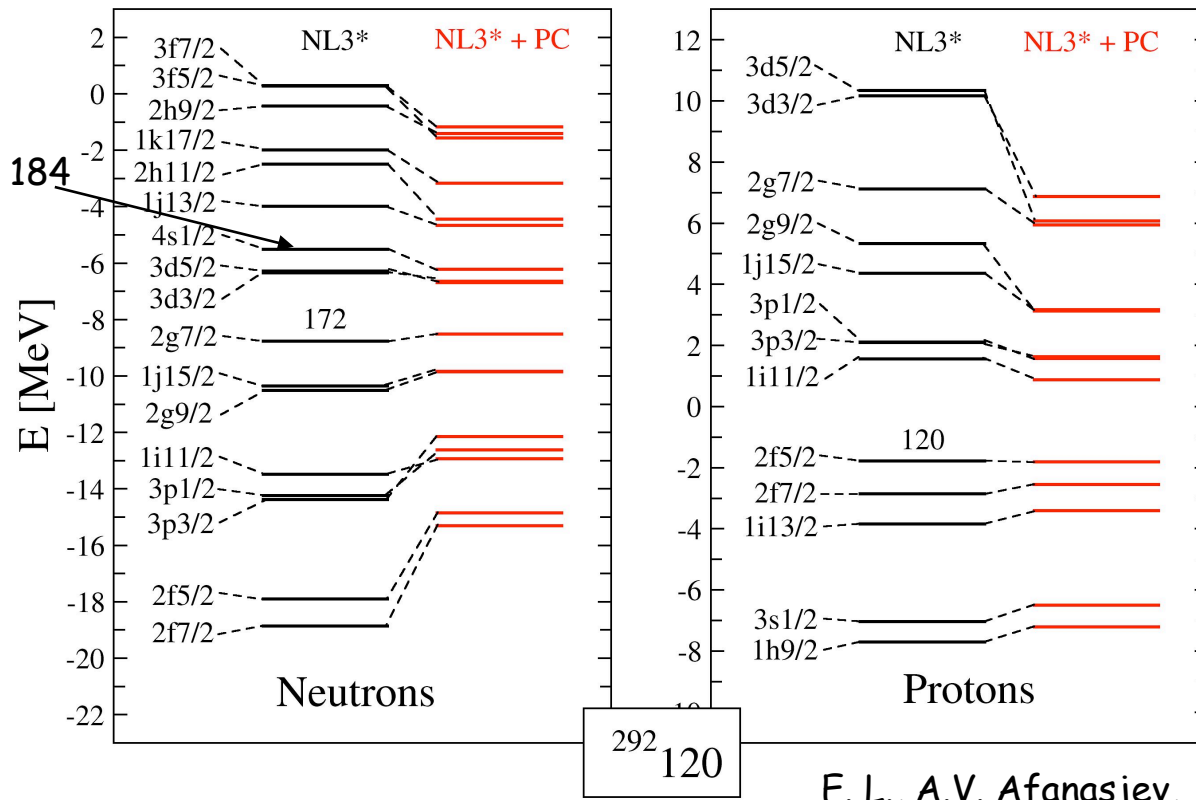 NL3*
NL3* + PC
2
0
-2
-4
-6
-8
-10
-12
-14
-16
-18
-20
-22
E [MeV]
3f7/2
3f5/2
2h9/2
1k17/2
184
2h11/2
1j13/2
4s1/2
3d5/2
3d3/2
172
2g7/2
1j15/2
2g9/2
1i11/2
3p1/2
3p3/2
2f5/2
2f7/2
Neutrons
NL3*
NL3* + PC
12
10
8
6
4
2
0
-2
-4
-6
-8
3d5/2
3d3/2
2g7/2
2g9/2
1j15/2
3p1/2
3p3/2
1i11/2
120
2f5/2
2f7/2
1i13/2
3s1/2
1h9/2
Protons
292 120
E. L., A.V. Afanasjev,